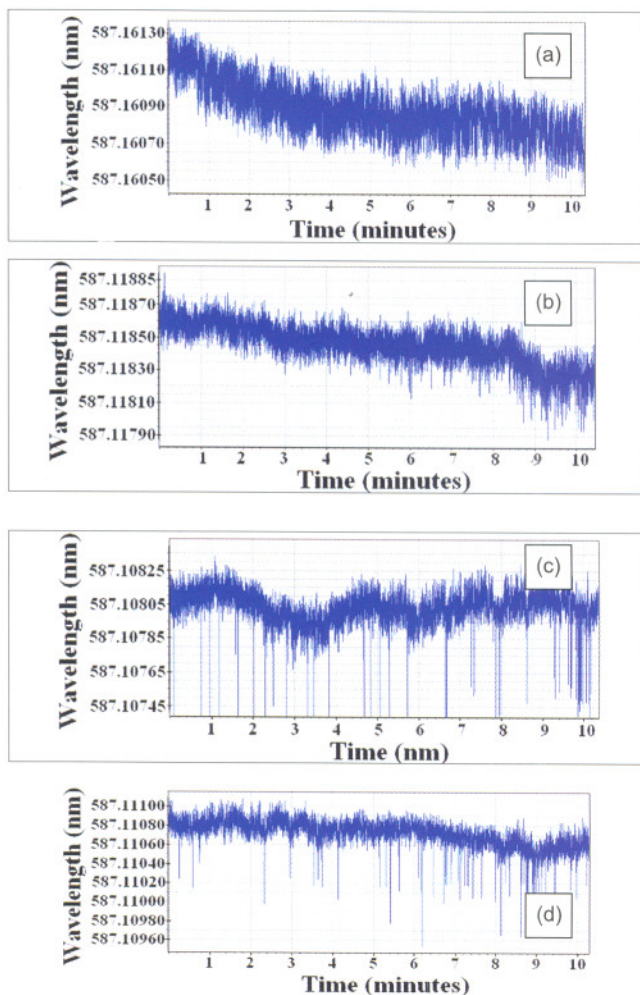 Wavelength (nm)
587.16130
587.16110
587.16090
587.16070
587.16050
(a)
1 2 3 4 5 6 7 8 9 10
Time (minutes)
Wavelength (nm)
587.11885
587.11870
587.11850
587.11830
587.11810
587.11790
(b)
1 2 3 4 5 6 7 8 9 10
Time (minutes)
Wavelength (nm)
587.10825
587.10805
587.10785
587.10765
587.10745
(c)
1 2 3 4 5 6 7 8 9 10
Time (nm)
Wavelength (nm)
587.11100
587.11080
587.11060
587.11040
587.11020
587.11000
587.10980
587.10960
(d)
1 2 3 4 5 6 7 8 9 10
Time (minutes)